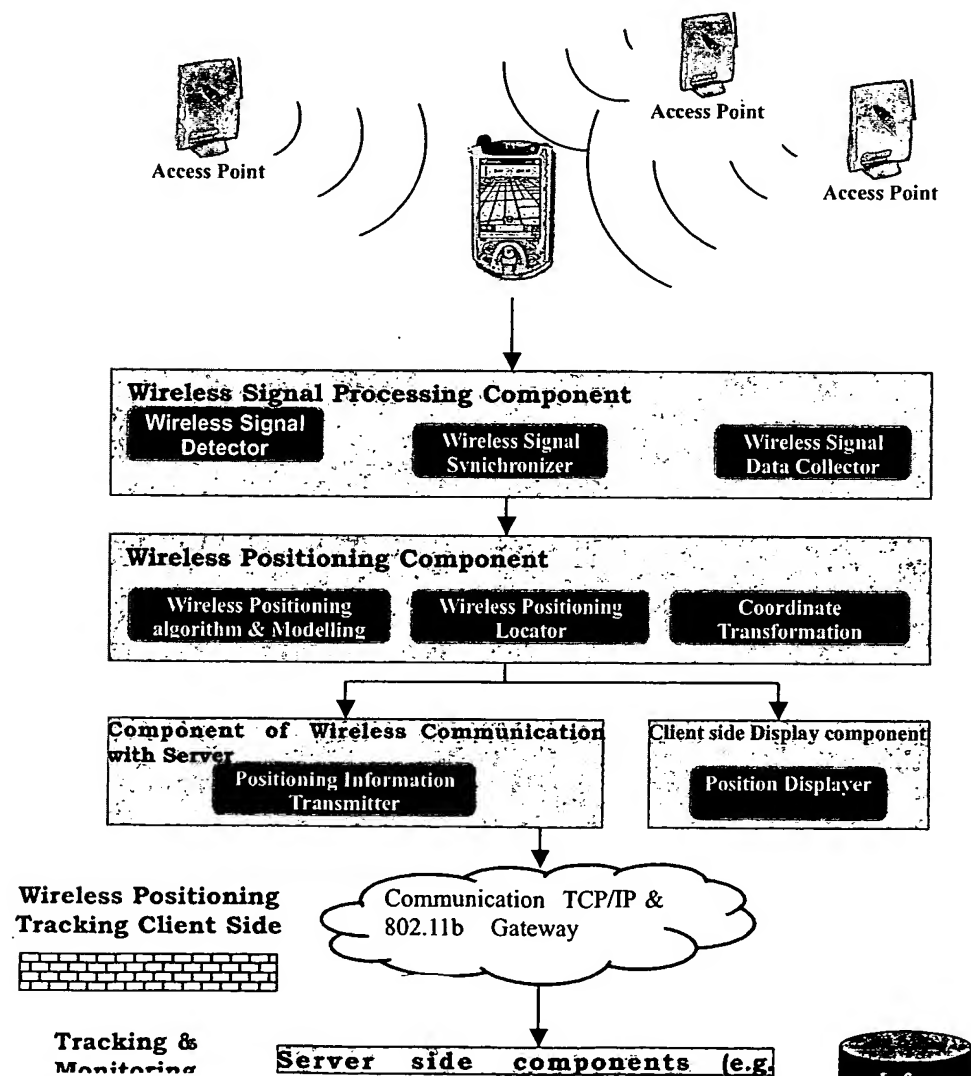 Access Point
Access Point
Access Point
Wireless Signal Processing Component
Wireless Signal
Detector
Wireless Signal
Synichronizer
Wireless Signal
Data Collector
Wireless Positioning Component
Wireless Positioning
algorithm & Modelling
Wireless Positioning
Locator
Coordinate
Transformation
Component of Wireless Communication
with Server
Positioning Information
Transmitter
Client side Display component
Position Displayer
Communication TCP/IP &
802.11b Gateway
Wireless Positioning
Tracking Client Side
Tracking &
Monitoring
Server side components (e.g.